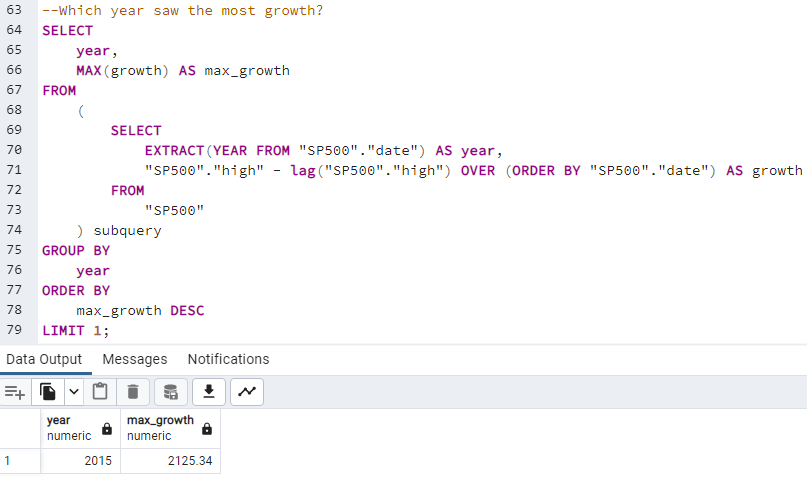 63 --Which year saw the most growth?
64 SELECT
65 year,
66 MAX(growth) AS max_growth
67 FROM
68 (
69 SELECT
70 EXTRACT(YEAR FROM "SP500"."date") AS year,
71 "SP500"."high" - lag("SP500"."high") OVER (ORDER BY "SP500"."date") AS growth
72 FROM
73 "SP500"
74 ) subquery
75 GROUP BY
76 year
77 ORDER BY
78 max_growth DESC
79 LIMIT 1;
Data Output Messages Notifications
year max_growth
numeric numeric
1 2015 2125.34